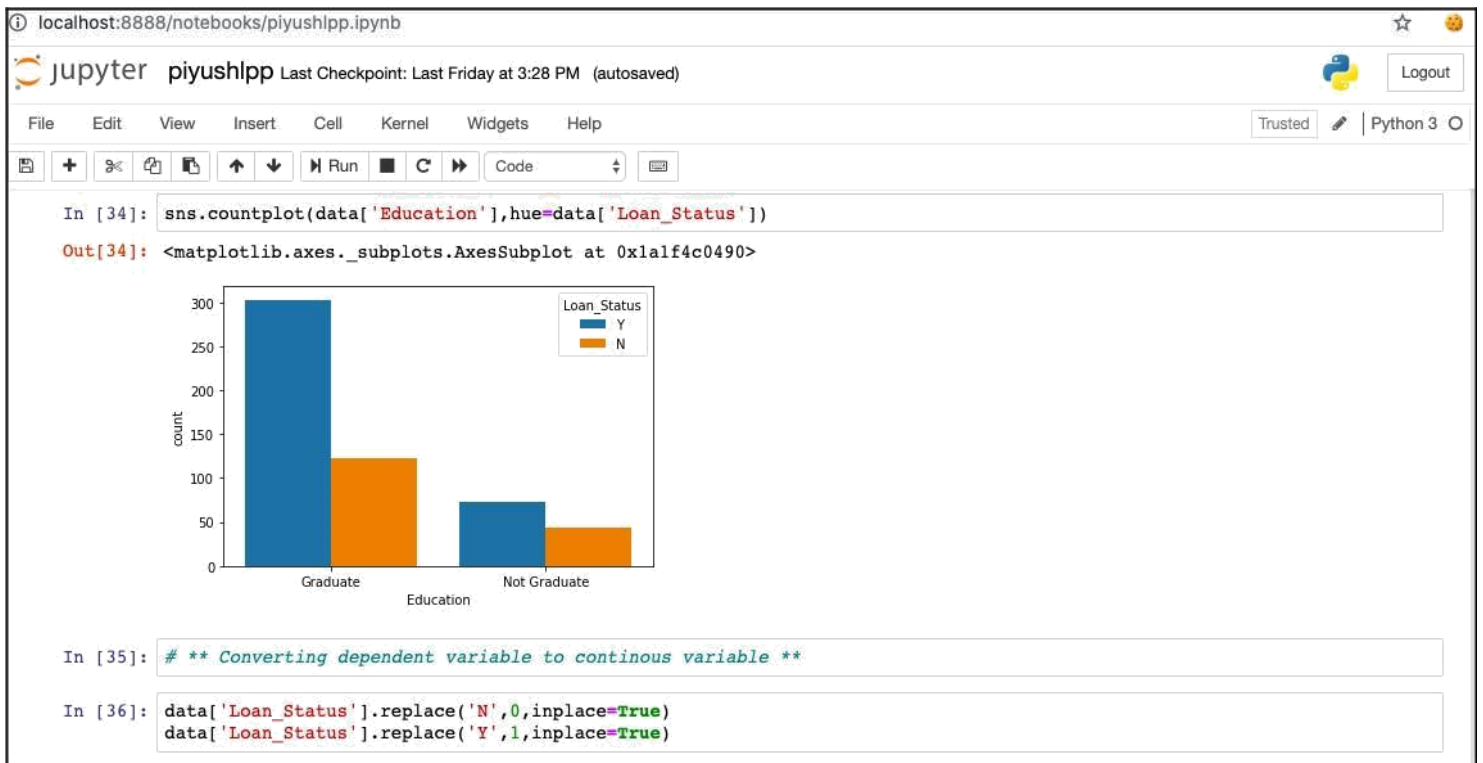 localhost:8888/notebooks/piyushlpp.ipynb
jupyter piyushlpp Last Checkpoint: Last Friday at 3:28 PM (autosaved)
Logout
File Edit View Insert Cell Kernel Widgets Help
Trusted Python 3
Run Code
In [34]: sns.countplot(data['Education'],hue=data['Loan_Status'])
Out[34]: <matplotlib.axes._subplots.AxesSubplot at 0x1a1f4c0490>
Loan_Status
Y
N
300
250
200
150
100
50
0
count
Graduate Not Graduate
Education
In [35]: # ** Converting dependent variable to continous variable **
In [36]: data['Loan_Status'].replace('N',0,inplace=True)
data['Loan_Status'].replace('Y',1,inplace=True)